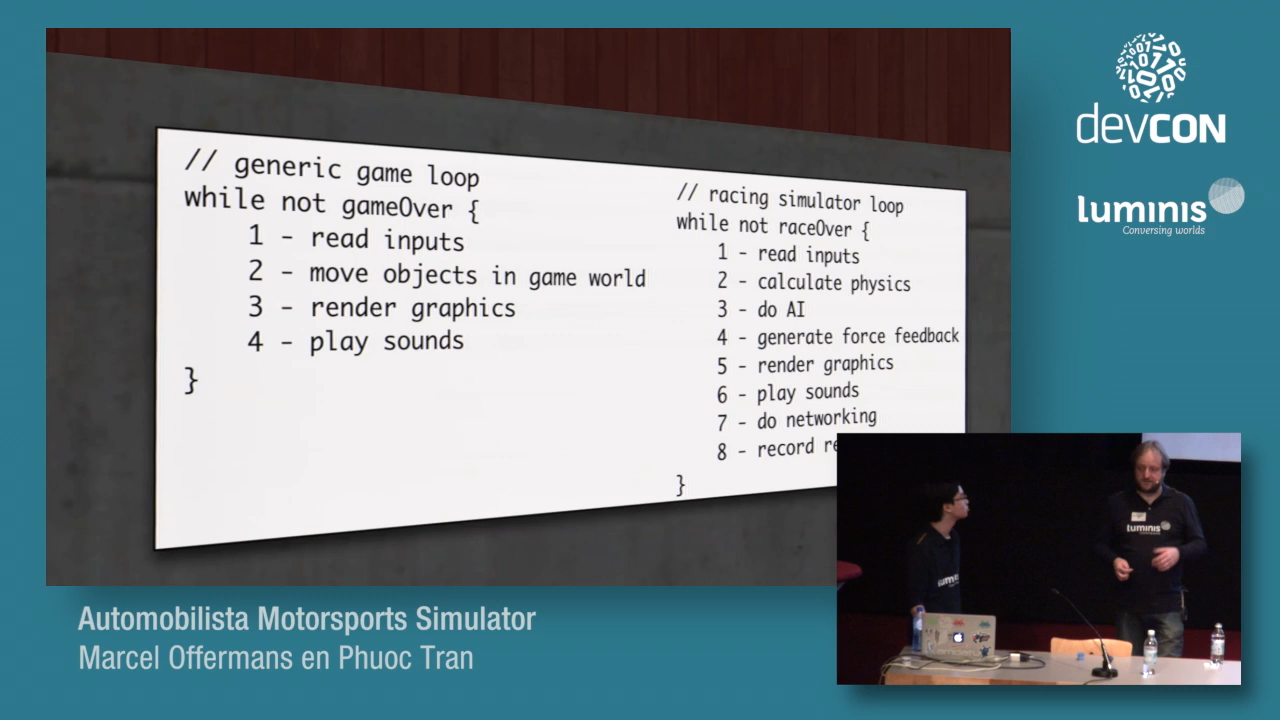 // generic game loop
while not gameOver {
1 - read inputs
2 - move objects in game world
3 - render graphics
4 - play sounds
}
// racing simulator loop
while not raceOver {
1 - read inputs
2 - calculate physics
3 - do AI
4 - generate force feedback
5 - render graphics
6 - play sounds
7 - do networking
8 - record
}
devcon
luminis
Conversing worlds
luminis
Automobilista Motorsports Simulator
Marcel Offermans en Phuoc Tran